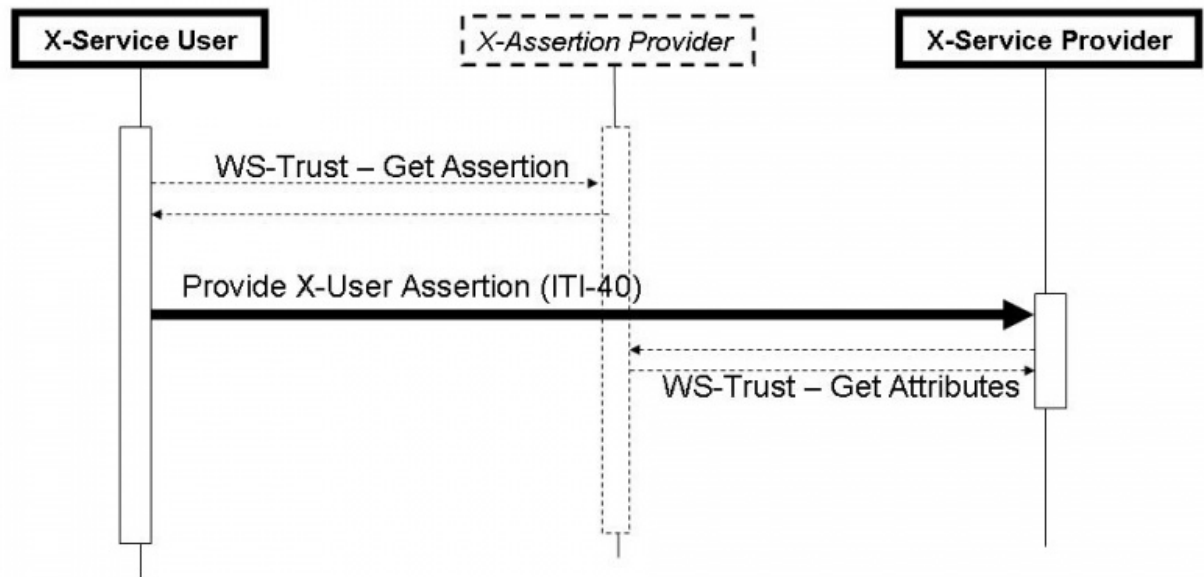 X-Service User
X-Assertion Provider
X-Service Provider
WS-Trust – Get Assertion
Provide X-User Assertion (ITI-40)
WS-Trust – Get Attributes